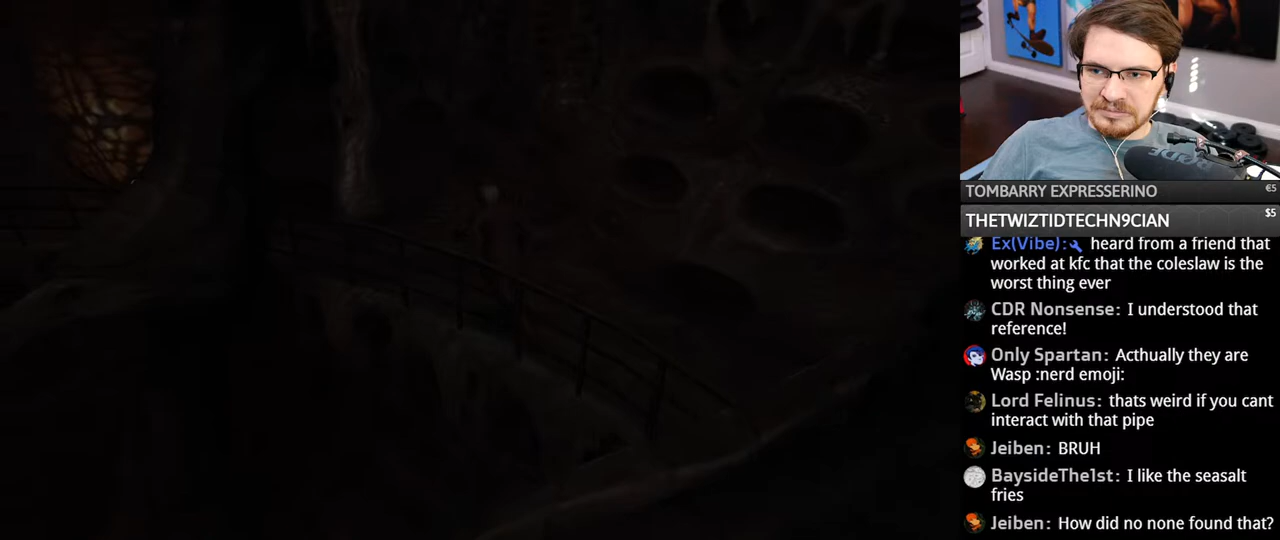 RODE
TOMBARRY EXPRESSERINO €5
THETWIZTIDTECHN9CIAN $5
Ex(Vibe): heard from a friend that
worked at kfc that the coleslaw is the
worst thing ever
CDR Nonsense: I understood that
reference!
Only Spartan: Acthually they are
Wasp :nerd emoji:
Lord Felinus: thats weird if you cant
interact with that pipe
Jeiben: BRUH
BaysideThe1st: I like the seasalt
fries
Jeiben: How did no none found that?